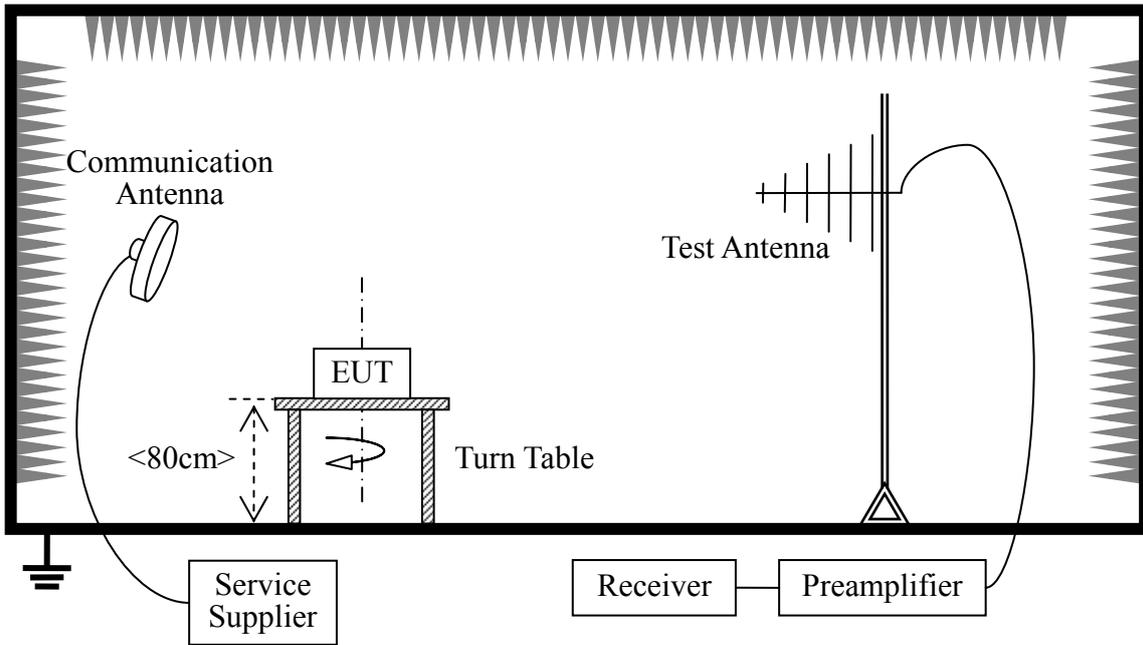 Communication
Antenna
Test Antenna
EUT
<80cm>
Turn Table
Service
Supplier
Receiver
Preamplifier